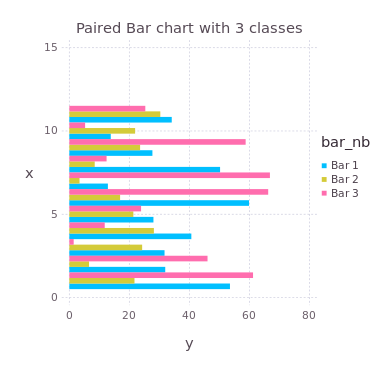 Paired Bar chart with 3 classes
15
10
5
0
x
0 20 40 60 80
y
bar_nb
Bar 1
Bar 2
Bar 3